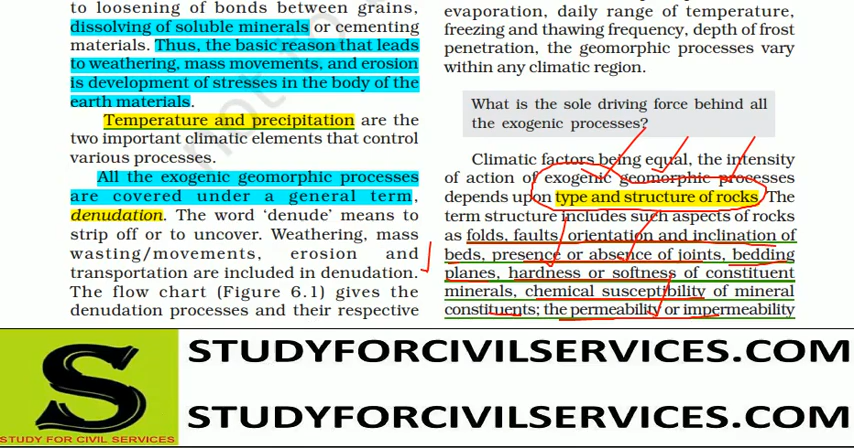 to loosening of bonds between grains,
dissolving of soluble minerals or cementing
materials. Thus, the basic reason that leads
to weathering, mass movements, and erosion
is development of stresses in the body of the
earth materials.
Temperature and precipitation are the
two important climatic elements that control
various processes.
All the exogenic geomorphic processes
are covered under a general term,
denudation. The word ‘denude’ means to
strip off or to uncover. Weathering, mass
wasting/movements, erosion and
transportation are included in denudation.
The flow chart (Figure 6.1) gives the
denudation processes and their respective
evaporation, daily range of temperature,
freezing and thawing frequency, depth of frost
penetration, the geomorphic processes vary
within any climatic region.
What is the sole driving force behind all
the exogenic processes?
Climatic factors being equal, the intensity
of action of exogenic geomorphic processes
depends upon type and structure of rocks. The
term structure includes such aspects of rocks
as folds, faults, orientation and inclination of
beds, presence or absence of joints, bedding
planes, hardness or softness of constituent
minerals, chemical susceptibility of mineral
constituents; the permeability or impermeability
S
STUDY FOR CIVIL SERVICES
STUDYFORCIVILSERVICES.COM
STUDYFORCIVILSERVICES.COM